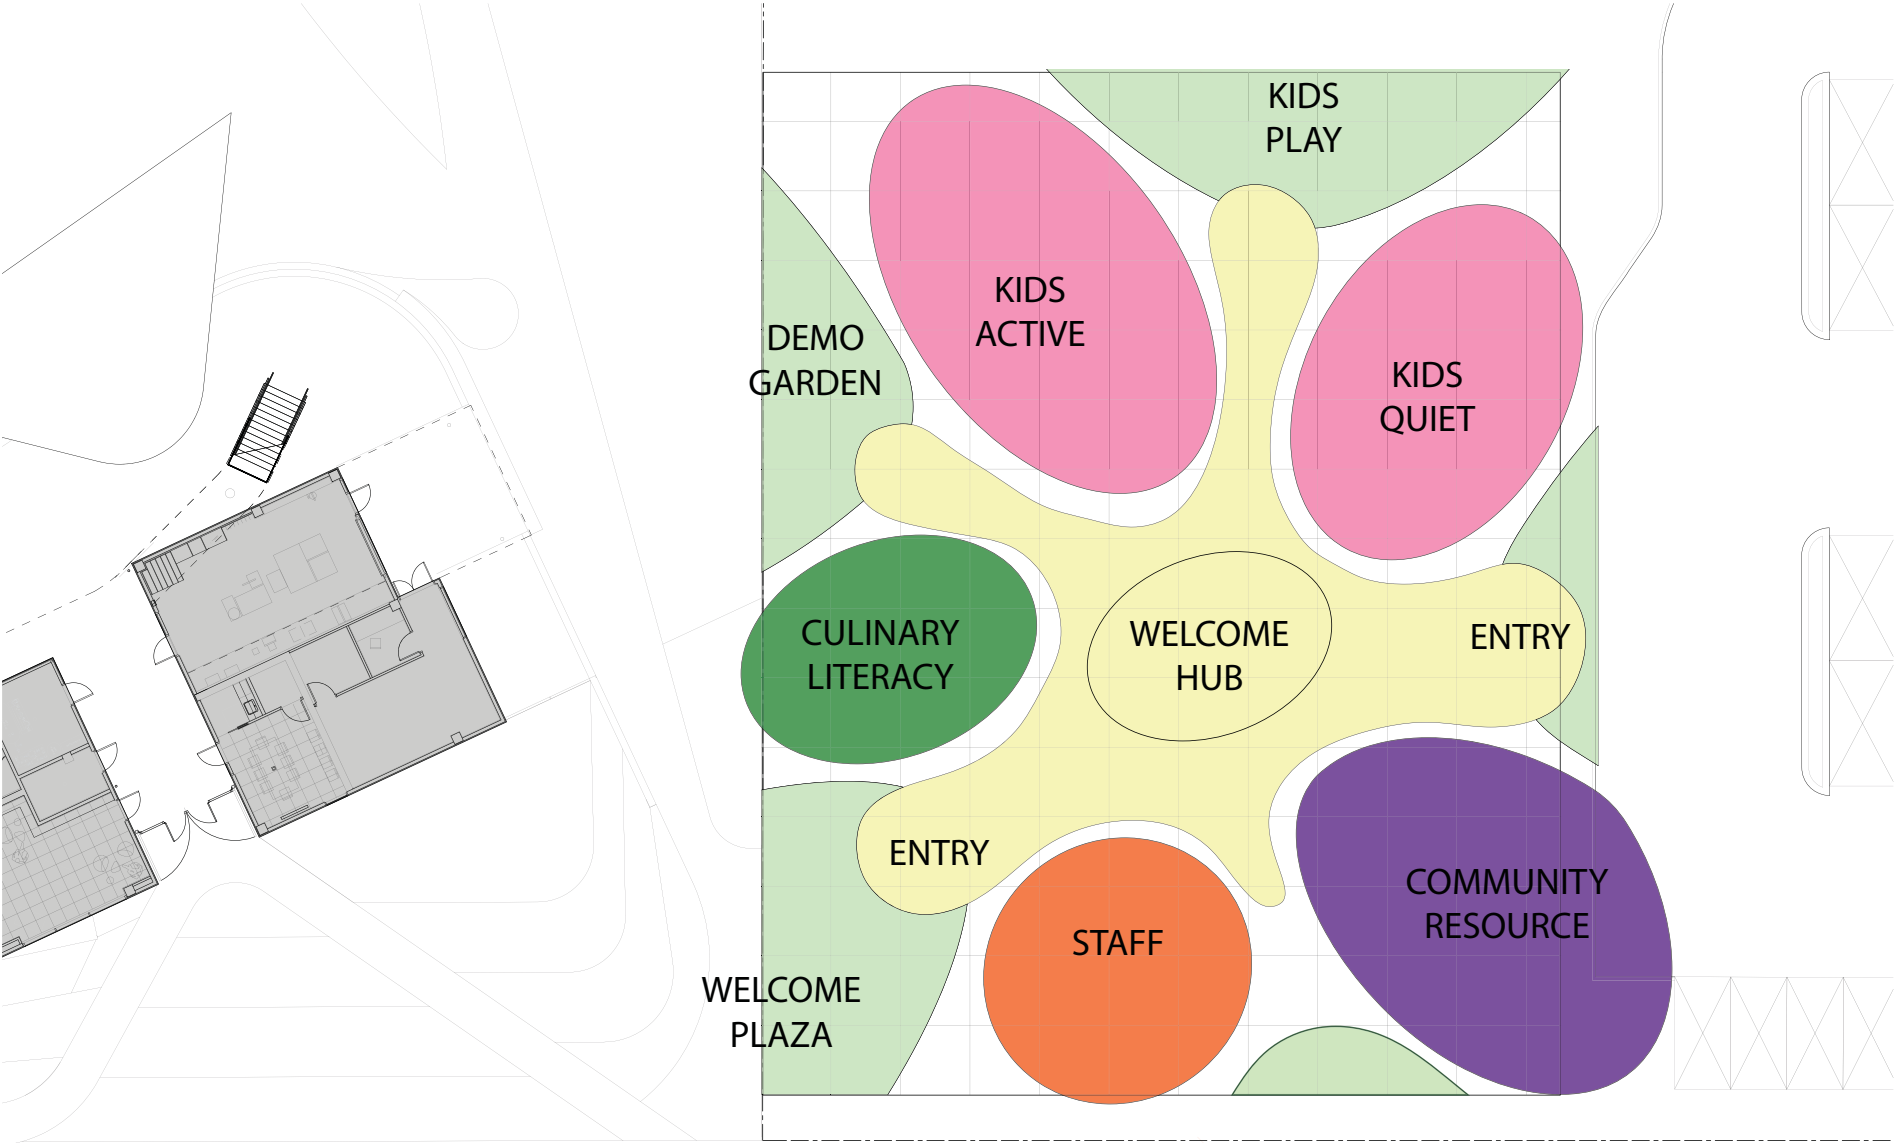 KIDS
PLAY
KIDS
ACTIVE
DEMO
GARDEN
KIDS
QUIET
CULINARY
LITERACY
WELCOME
HUB
ENTRY
ENTRY
STAFF
COMMUNITY
RESOURCE
WELCOME
PLAZA